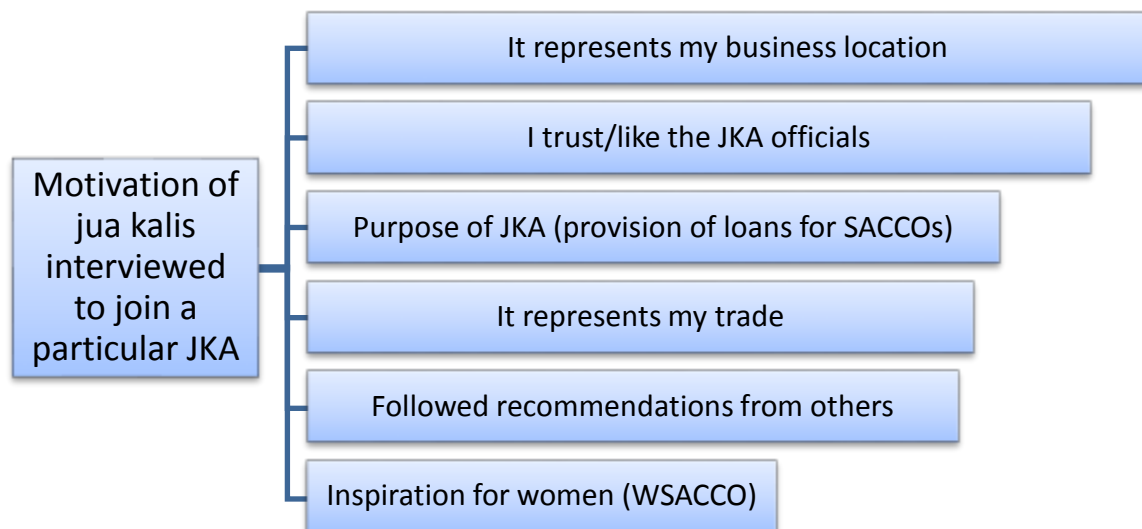 Motivation of
jua kalis
interviewed
to join a
particular JKA
It represents my business location
I trust/like the JKA officials
Purpose of JKA (provision of loans for SACCOs)
It represents my trade
Followed recommendations from others
Inspiration for women (WSACCO)